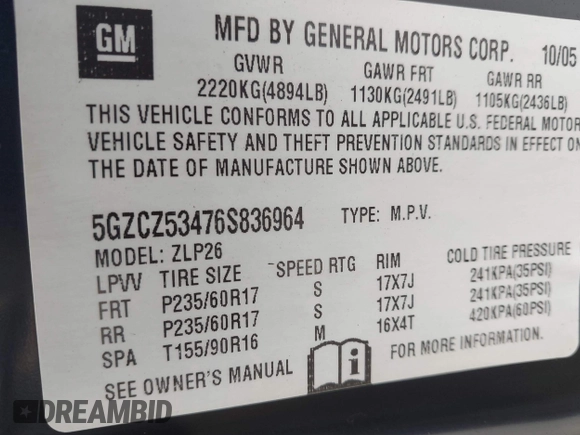 GM
MFD BY GENERAL MOTORS CORP. 10/05
GVWR GAWR FRT GAWR RR
2220KG(4894LB) 1130KG(2491LB) 1105KG(2436LB)
THIS VEHICLE CONFORMS TO ALL APPLICABLE U.S. FEDERAL MOTOR
VEHICLE SAFETY AND THEFT PREVENTION STANDARDS IN EFFECT ON
THE DATE OF MANUFACTURE SHOWN ABOVE.
5GZCZ53476S836964 TYPE: M.P.V.
MODEL: ZLP26
LPVV TIRE SIZE SPEED RTG RIM COLD TIRE PRESSURE
FRT P235/60R17 S 17X7J 241KPA(35PSI)
RR P235/60R17 S 17X7J 241KPA(35PSI)
SPA T155/90R16 M 16X4T 420KPA(60PSI)
SEE OWNER'S MANUAL i FOR MORE INFORMATION.
DREAMBID